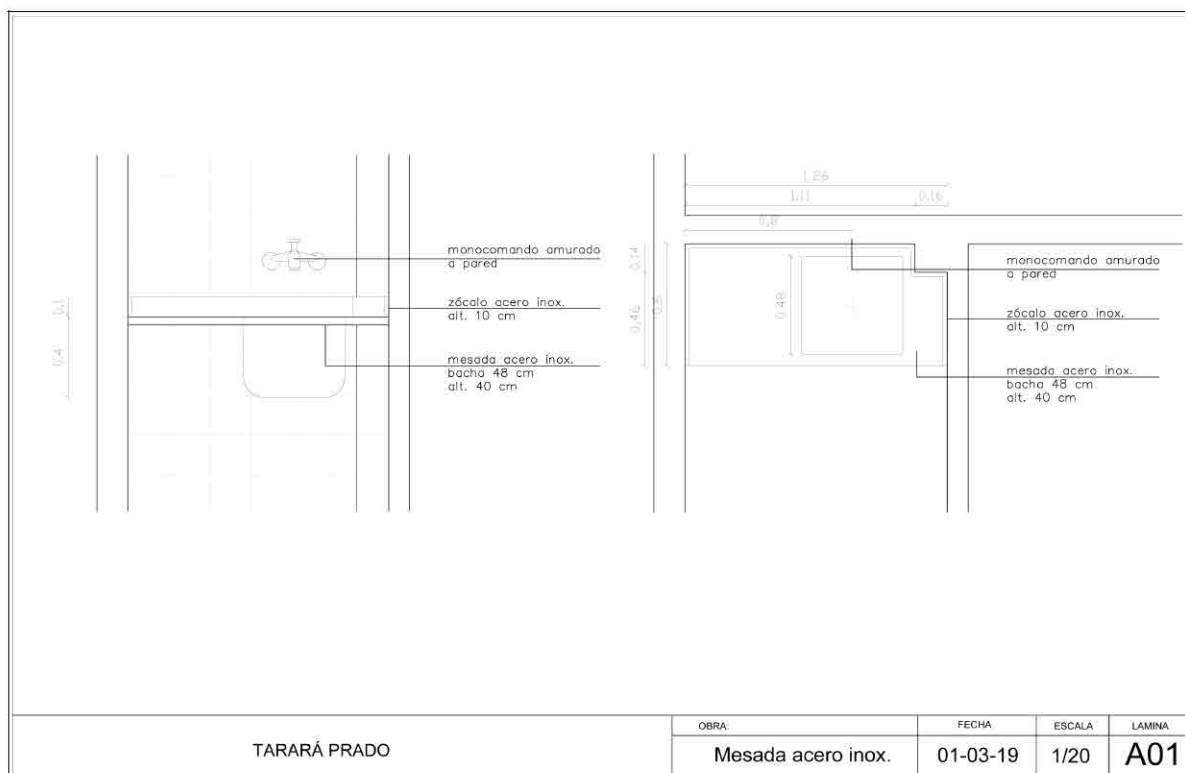 monocomando amurado
a pared
zócalo acero inox.
alt. 10 cm
mesada acero inox.
bacha 48 cm
alt. 40 cm
0.1
0.4
1.26
1.11
0.16
0.8
0.14
0.46
0.6
0.48
monocomando amurado
a pared
zócalo acero inox.
alt. 10 cm
mesada acero inox.
bacha 48 cm
alt. 40 cm
TARARÁ PRADO
OBRA:
Mesada acero inox.
FECHA
01-03-19
ESCALA
1/20
LAMINA
A01